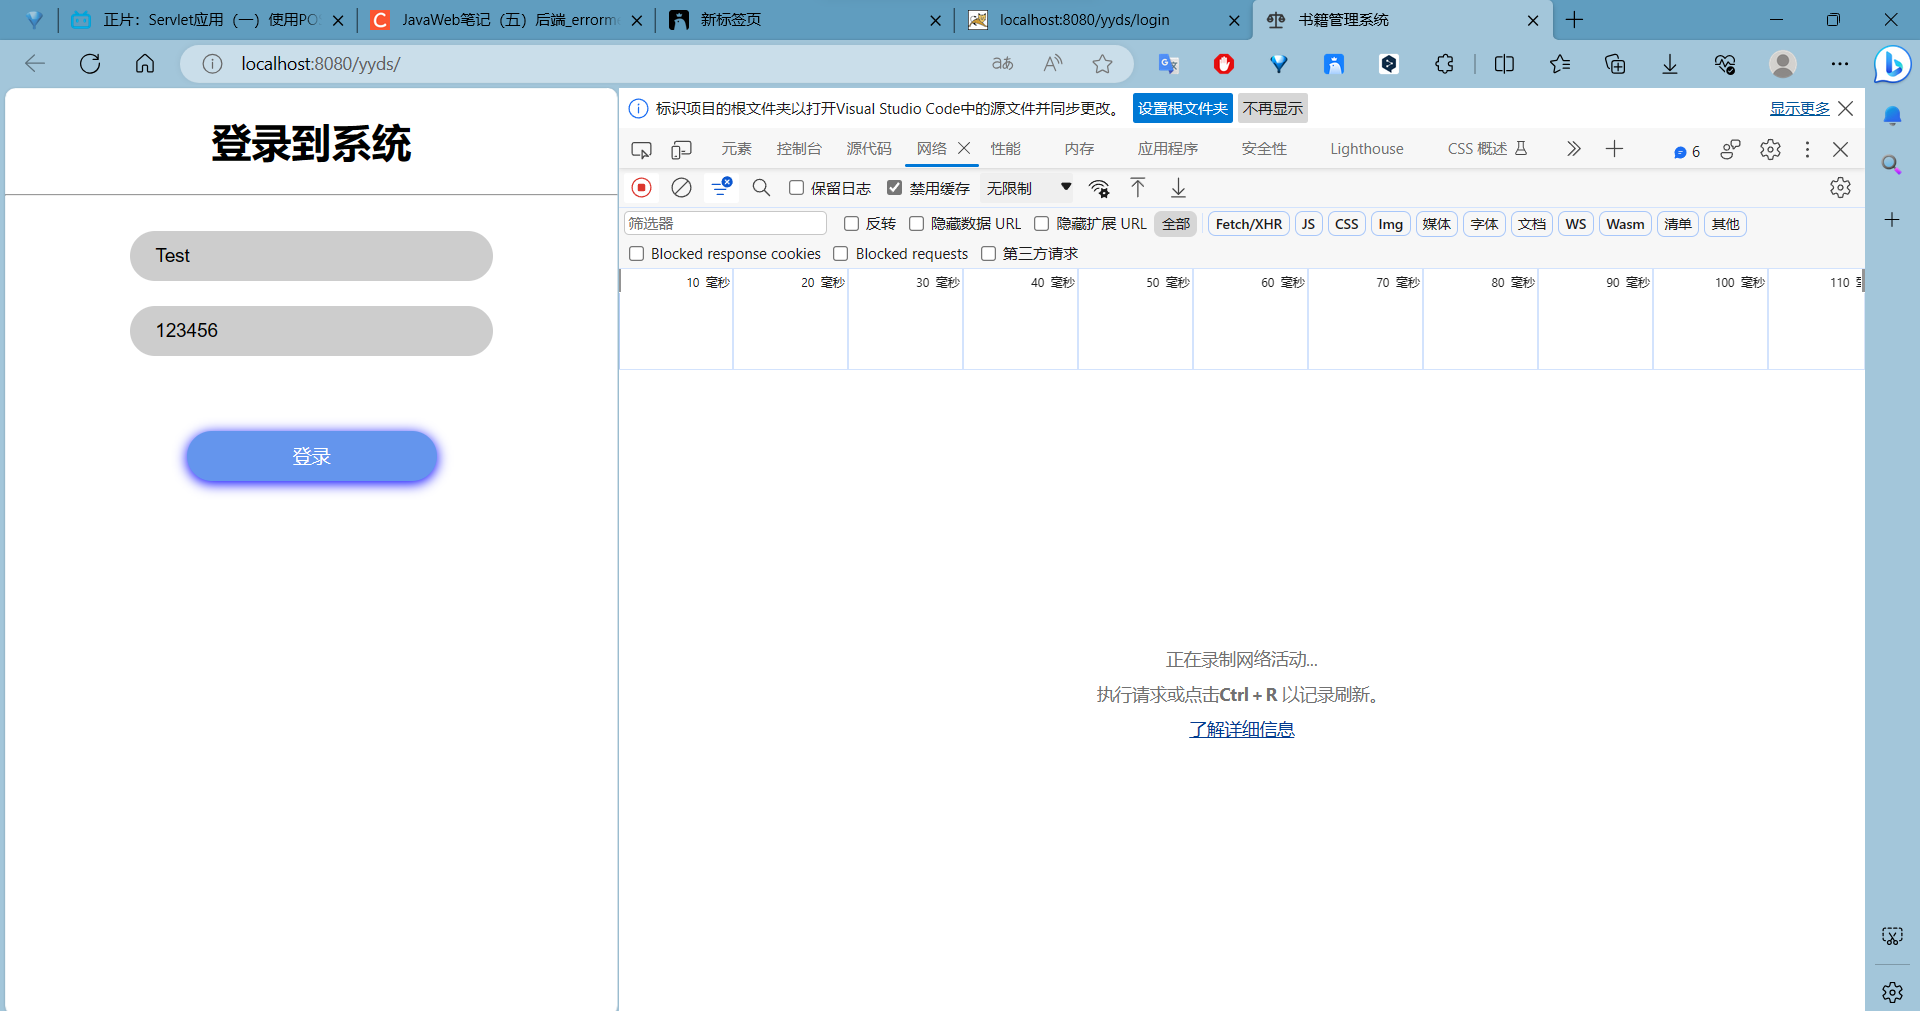 正片：Servlet应用（一）使用PO
JavaWeb笔记（五）后端_errorm
新标签页
localhost:8080/yyds/login
书籍管理系统
localhost:8080/yyds/
登录到系统
Test
123456
登录
标识项目的根文件夹以打开Visual Studio Code中的源文件并同步更改。 设置根文件夹 不再显示 显示更多
元素 控制台 源代码 网络 性能 内存 应用程序 安全性 Lighthouse CSS 概述 6
保留日志 禁用缓存 无限制
筛选器 反转 隐藏数据 URL 隐藏扩展 URL 全部 Fetch/XHR JS CSS Img 媒体 字体 文档 WS Wasm 清单 其他
Blocked response cookies Blocked requests 第三方请求
10 毫秒 20 毫秒 30 毫秒 40 毫秒 50 毫秒 60 毫秒 70 毫秒 80 毫秒 90 毫秒 100 毫秒 110
正在录制网络活动...
执行请求或点击Ctrl + R 以记录刷新。
了解详细信息